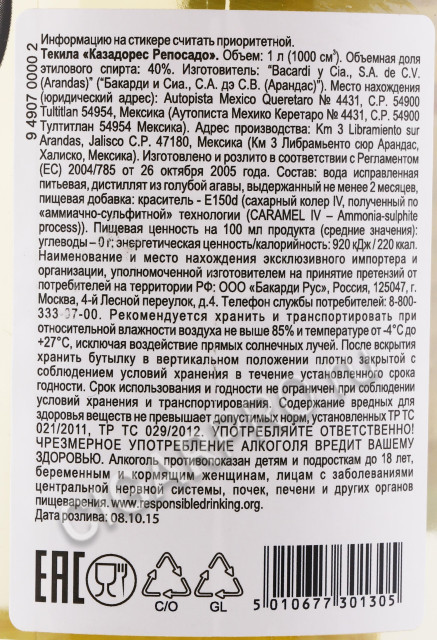 Информацию на стикере считать приоритетной.
Текила «Казадорес Репосадо». Объем: 1 л (1000 см³). Объемная доля
этилового спирта: 40%. Изготовитель: "Bacardi y Cia., S.A. de C.V.
(Arandas)" ("Бакарди и Сиа., С.А. дэ С.В. (Арандас)"). Место нахождения
(юридический адрес): Autopista Mexico Queretaro № 4431, C.P. 54900
Tultitlan 54954, Mexico (Аутописта Мехико Керетаро № 4431, С.Р. 54900
Тултитлан 54954 Мексика). Адрес производства: Km 3 Libramiento sur
Arandas, Jalisco C.P. 47180, Мексика (Км 3 Либрамьенто сюр Арандас,
Халиско, Мексика). Изготовлено и розлито в соответствии с Регламентом
(ЕС) 2004/785 от 26 октября 2005 года. Состав: вода исправленная
питьевая, дистиллят из голубой агавы, выдержанный не менее 2 месяцев,
пищевая добавка: краситель - E150d (сахарный колер IV, полученный по
«аммиачно-сульфитной» технологии (CARAMEL IV – Ammonia-sulphite
process)). Пищевая ценность на 100 мл продукта (средние значения):
углеводы – 0 г; энергетическая ценность/калорийность: 920 кДж / 220 ккал.
Наименование и место нахождения эксклюзивного импортера и
организации, уполномоченной изготовителем на принятие претензий от
потребителей на территории РФ: ООО «Бакарди Рус», Россия, 125047, г.
Москва, 4-й Лесной переулок, д.4. Телефон службы потребителей: 8-800-
333-07-00. Рекомендуется хранить и транспортировать при
относительной влажности воздуха не выше 85% и температуре от -4°С до
+27°С, исключая воздействие прямых солнечных лучей. После вскрытия
хранить бутылку в вертикальном положении плотно закрытой с
соблюдением условий хранения в течение установленного срока
годности. Срок использования и годности не ограничен при соблюдении
условий хранения и транспортирования. Содержание вредных для
здоровья веществ не превышает допустимых норм, установленных ТР ТС
021/2011, ТР ТС 029/2012. УПОТРЕБЛЯЙТЕ ОТВЕТСТВЕННО!
ЧРЕЗМЕРНОЕ УПОТРЕБЛЕНИЕ АЛКОГОЛЯ ВРЕДИТ ВАШЕМУ
ЗДОРОВЬЮ. Алкоголь противопоказан детям и подросткам до 18 лет,
беременным и кормящим женщинам, лицам с заболеваниями
центральной нервной системы, почек, печени и других органов
пищеварения. www.responsibledrinking.org.
Дата розлива: 08.10.15
9 49070 0000 2
EAC
C/O
GL
5 010677 301305